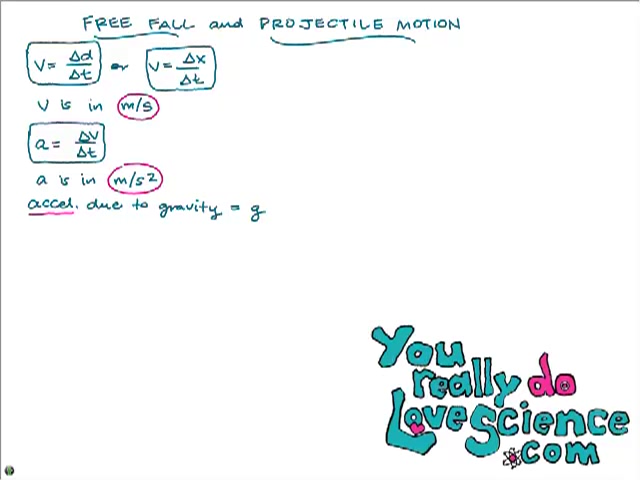 FREE FALL and PROJECTILE MOTION
V = Δd/Δt or V = Δx/Δt
V is in m/s
a = Δv/Δt
a is in m/s²
accel. due to gravity = g
You
really do
Love Science
.com